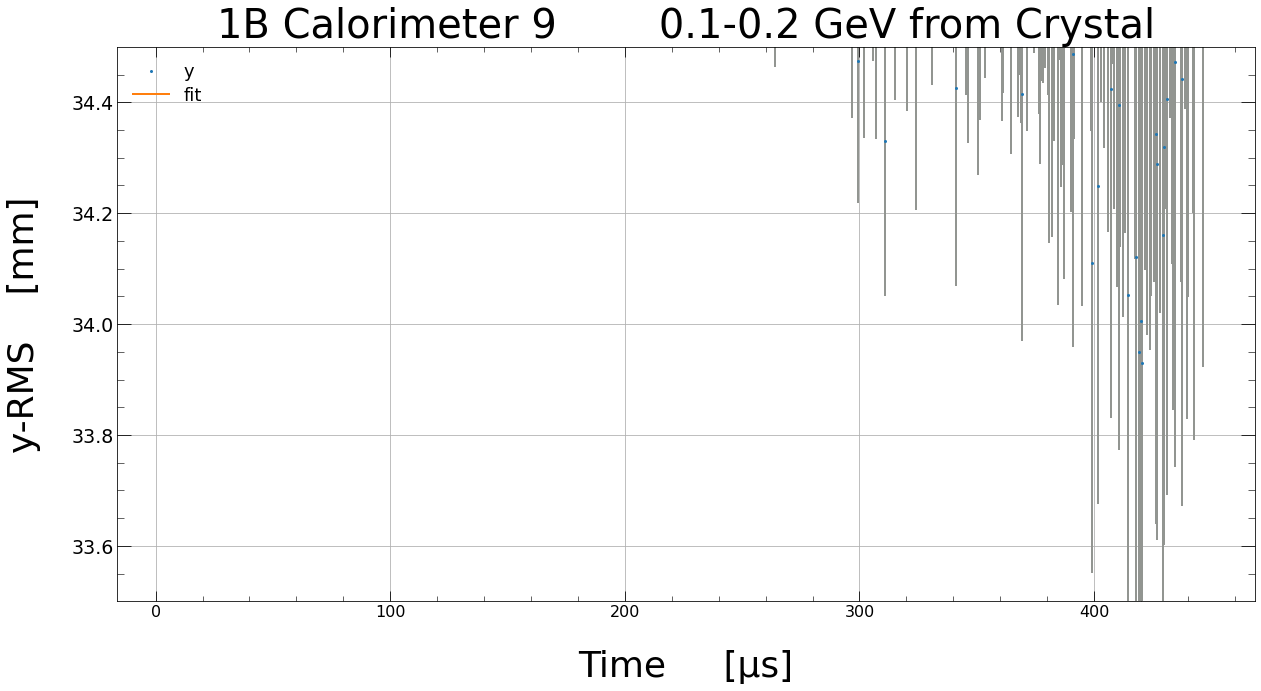 1B Calorimeter 9 0.1-0.2 GeV from Crystal
y
fit
34.4
34.2
34.0
33.8
33.6
y-RMS [mm]
0 100 200 300 400
Time [μs]